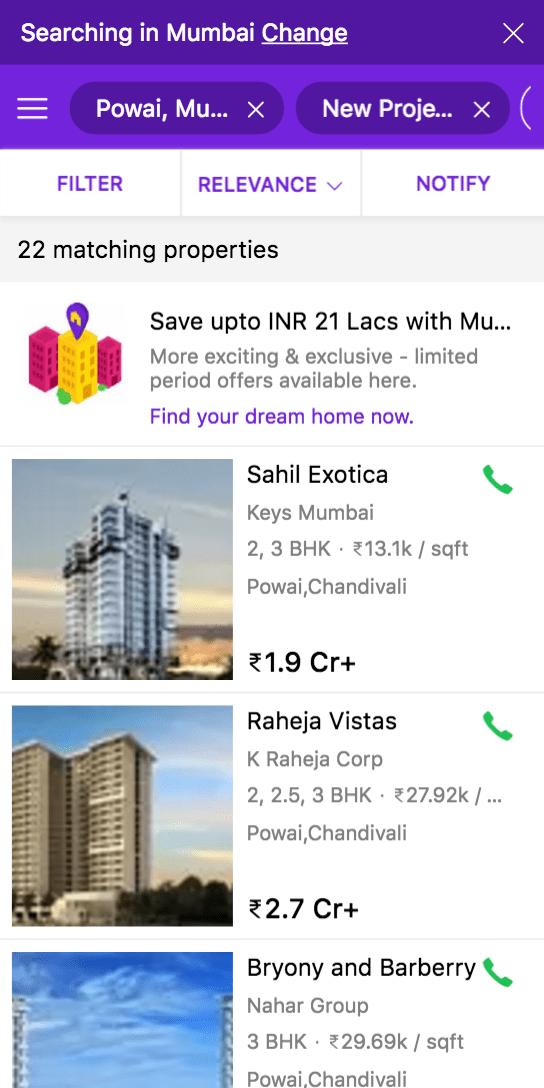 Searching in Mumbai Change
Powai, Mu...
New Proje...
FILTER
RELEVANCE
NOTIFY
22 matching properties
Save upto INR 21 Lacs with Mu...
More exciting & exclusive - limited
period offers available here.
Find your dream home now.
Sahil Exotica
Keys Mumbai
2, 3 BHK · ₹13.1k / sqft
Powai,Chandivali
₹1.9 Cr+
Raheja Vistas
K Raheja Corp
2, 2.5, 3 BHK · ₹27.92k / ...
Powai,Chandivali
₹2.7 Cr+
Bryony and Barberry
Nahar Group
3 BHK · ₹29.69k / sqft
Powai,Chandivali